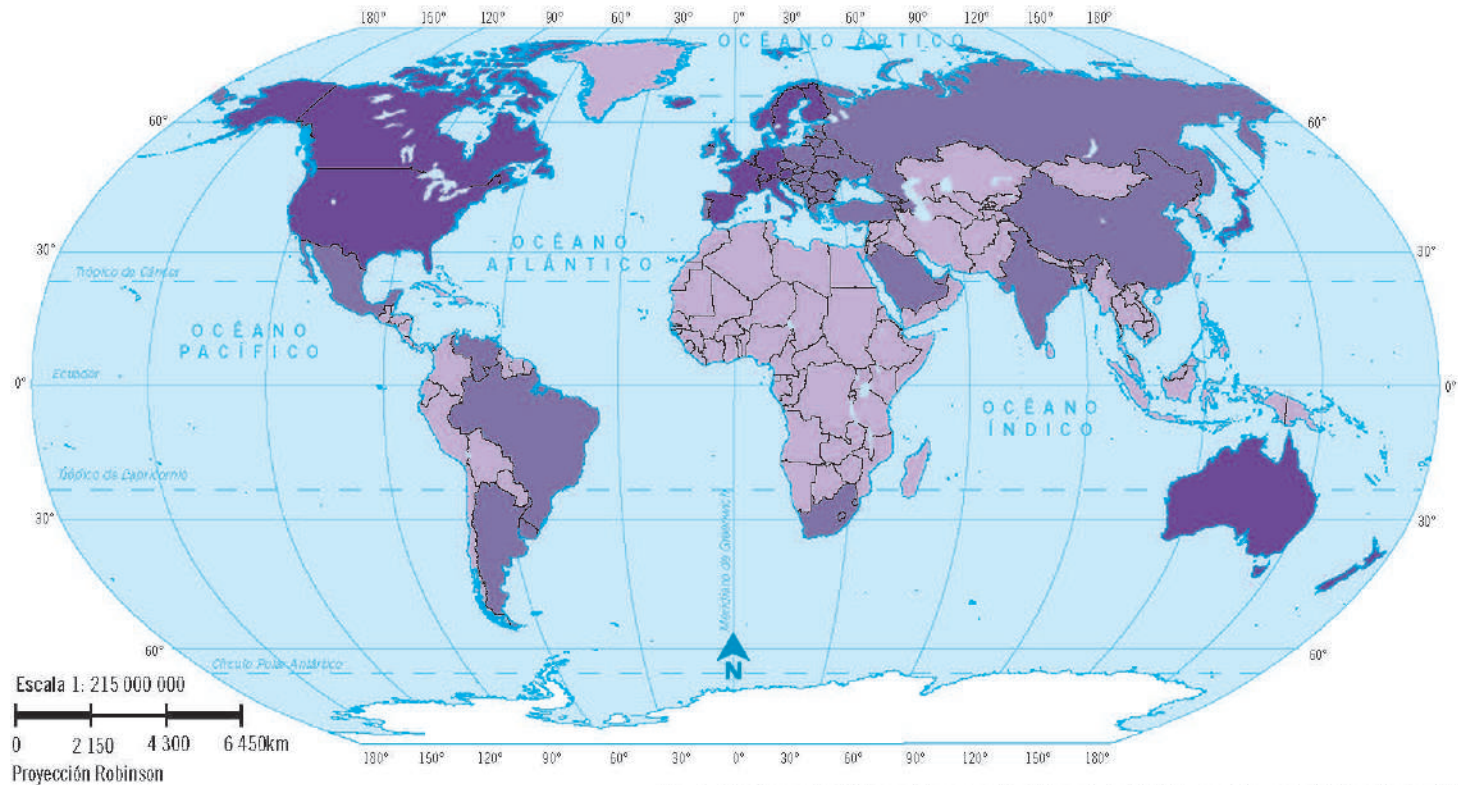 180° 150° 120° 90° 60° 30° 0° 30° 60° 90° 120° 150° 180°
OCÉANO ÁRTICO
60° 60°
OCÉANO
ATLÁNTICO
30° 30°
Trópico de Cáncer
OCÉANO
PACÍFICO
Ecuador
0° 0°
OCÉANO
ÍNDICO
Trópico de Capricornio
30° 30°
Meridiano de Greenwich
60° 60°
N
Círculo Polar Antártico
Escala 1: 215 000 000
0 2 150 4 300 6 450km
180° 150° 120° 90° 60° 30° 0° 30° 60° 90° 120° 150° 180°
Proyección Robinson